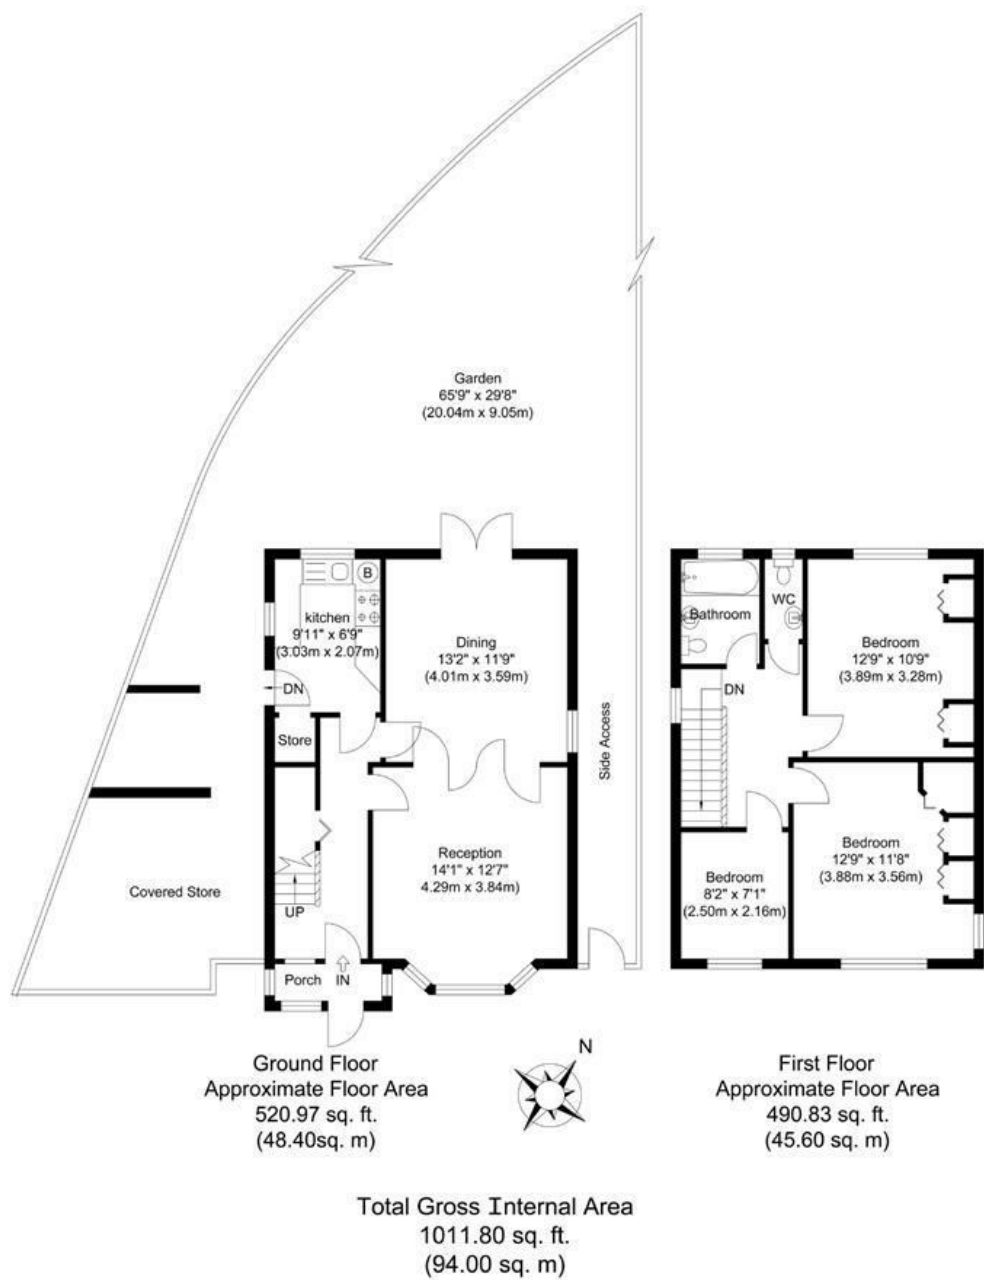 Garden
65'9" x 29'8"
(20.04m x 9.05m)
B
kitchen
9'11" x 6'9"
(3.03m x 2.07m)
Dining
13'2" x 11'9"
(4.01m x 3.59m)
DN
Store
Side Access
Reception
14'1" x 12'7"
4.29m x 3.84m)
Covered Store
UP
Porch
IN
Bathroom
WC
Bedroom
12'9" x 10'9"
(3.89m x 3.28m)
DN
Bedroom
12'9" x 11'8"
(3.88m x 3.56m)
Bedroom
8'2" x 7'1"
(2.50m x 2.16m)
N
Ground Floor
Approximate Floor Area
520.97 sq. ft.
(48.40sq. m)
First Floor
Approximate Floor Area
490.83 sq. ft.
(45.60 sq. m)
Total Gross Internal Area
1011.80 sq. ft.
(94.00 sq. m)